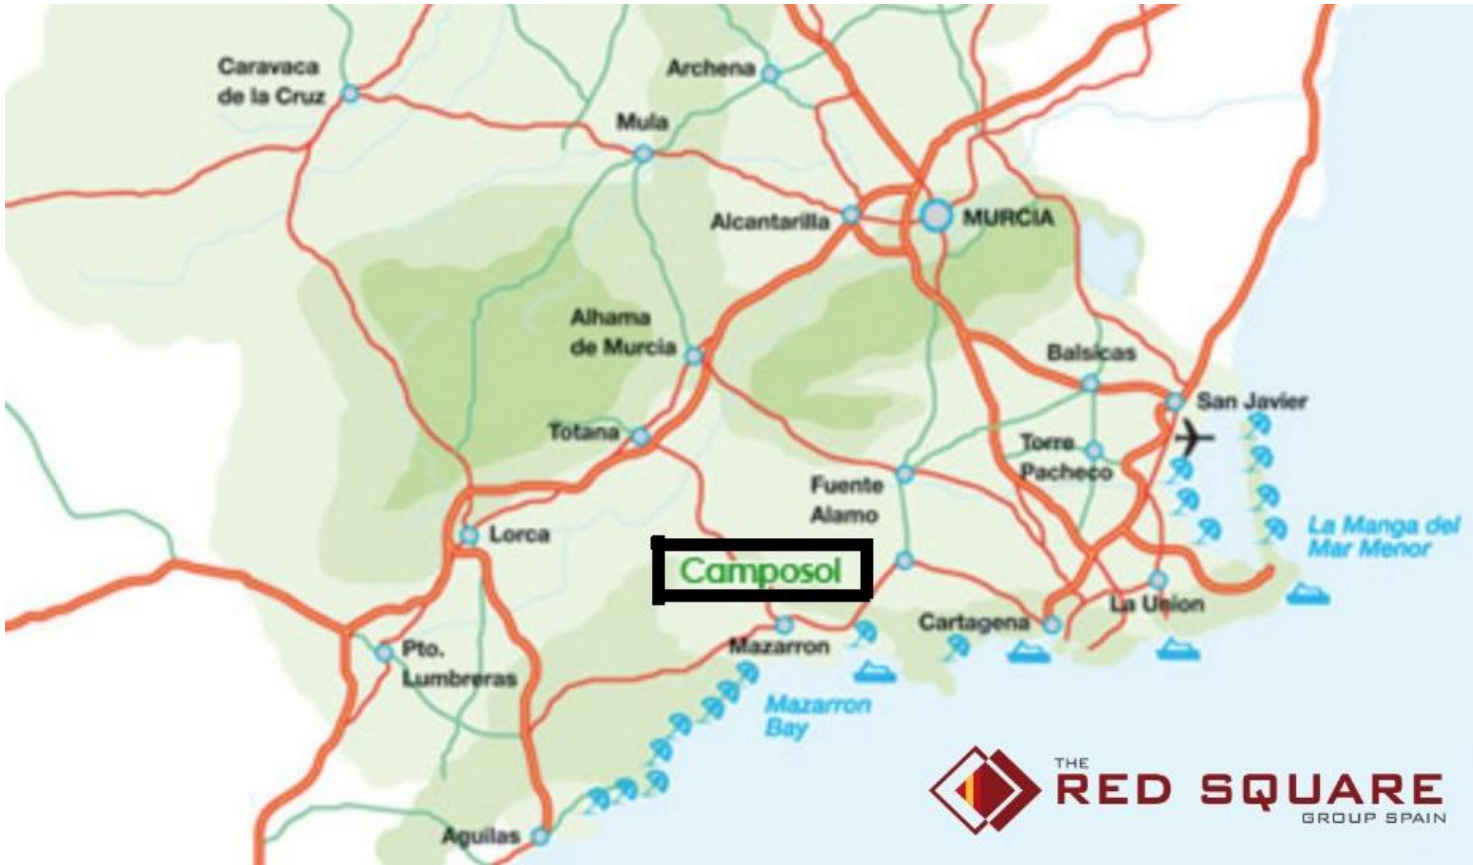 Caravaca
de la Cruz
Archena
Mula
Alcantarilla
MURCIA
Alhama
de Murcia
Balsicas
San Javier
Totana
Torre
Pacheco
Fuente
Alamo
La Manga del
Mar Menor
Lorca
Camposol
La Union
Cartagena
Mazarron
Pto.
Lumbreras
Mazarron
Bay
Aguilas
THE
RED SQUARE
GROUP SPAIN